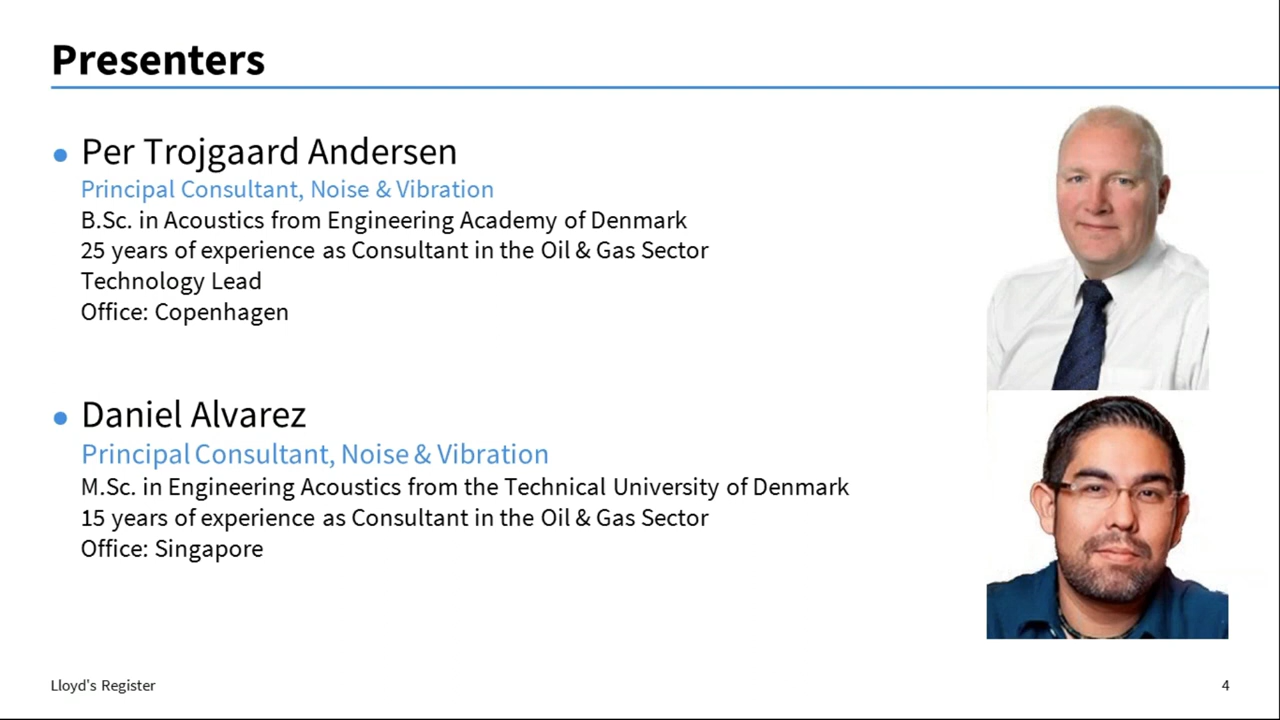 Presenters
Per Trojgaard Andersen
Principal Consultant, Noise & Vibration
B.Sc. in Acoustics from Engineering Academy of Denmark
25 years of experience as Consultant in the Oil & Gas Sector
Technology Lead
Office: Copenhagen
Daniel Alvarez
Principal Consultant, Noise & Vibration
M.Sc. in Engineering Acoustics from the Technical University of Denmark
15 years of experience as Consultant in the Oil & Gas Sector
Office: Singapore
Lloyd's Register
4